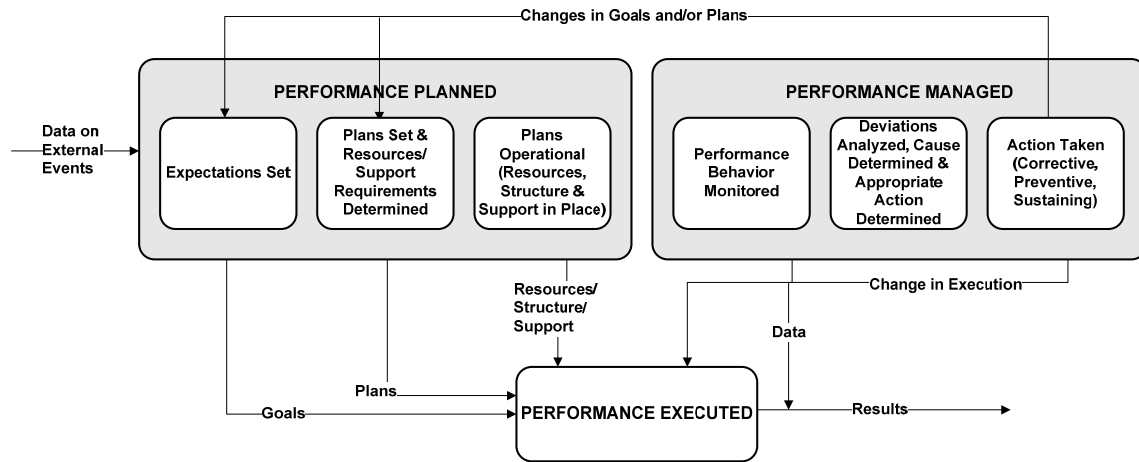 Changes in Goals and/or Plans
PERFORMANCE PLANNED
PERFORMANCE MANAGED
Data on
External
Events
Expectations Set
Plans Set &
Resources/
Support
Requirements
Determined
Plans
Operational
(Resources,
Structure &
Support in Place)
Performance
Behavior
Monitored
Deviations
Analyzed, Cause
Determined &
Appropriate
Action
Determined
Action Taken
(Corrective,
Preventive,
Sustaining)
Resources/
Structure/
Support
Change in Execution
Data
Plans
Goals
PERFORMANCE EXECUTED
Results